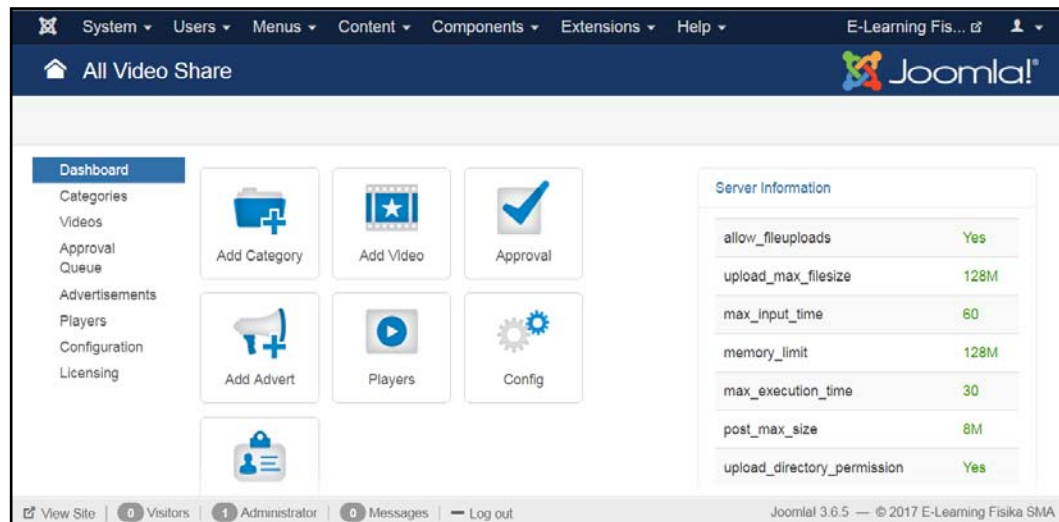 System Users Menus Content Components Extensions Help E-Learning Fis...
All Video Share Joomla!®
Dashboard
Categories
Videos
Approval
Queue
Advertisements
Players
Configuration
Licensing
Add Category Add Video Approval
Add Advert Players Config
Server Information
allow_fileuploads Yes
upload_max_filesize 128M
max_input_time 60
memory_limit 128M
max_execution_time 30
post_max_size 8M
upload_directory_permission Yes
View Site 0 Visitors 1 Administrator 0 Messages Log out Joomla! 3.6.5 — © 2017 E-Learning Fisika SMA